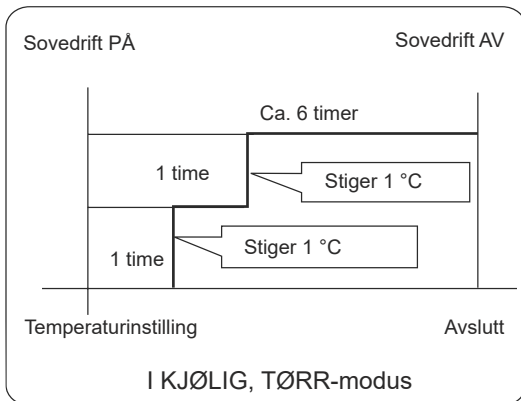 Sovedrift PÅ
Sovedrift AV
Ca. 6 timer
1 time
Stiger 1 °C
1 time
Stiger 1 °C
Temperaturinstilling
Avslutt
I KJØLIG, TØRR-modus